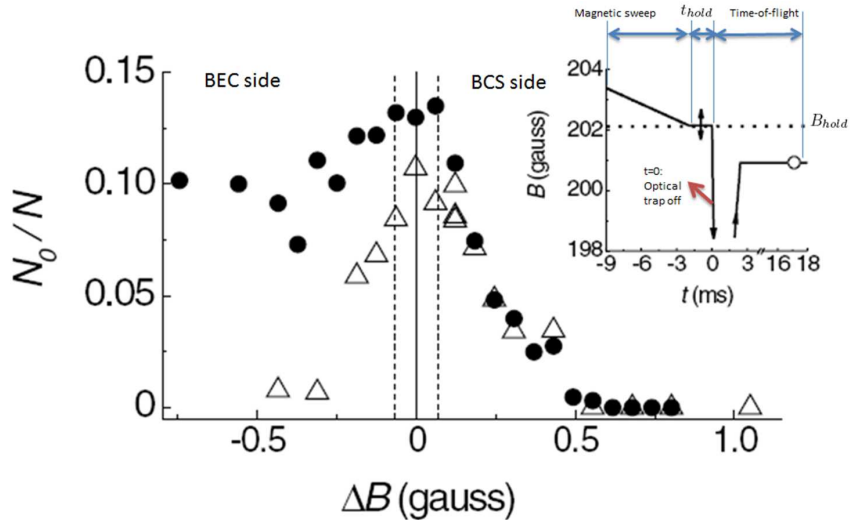 Magnetic sweep
t_hold
Time-of-flight
BEC side
BCS side
N_0 / N
0.15
0.10
0.05
0
-0.5
0
0.5
1.0
ΔB (gauss)
B (gauss)
204
202
200
198
B_hold
t=0:
Optical
trap off
-9 -6 -3 0 3 16 18
t (ms)